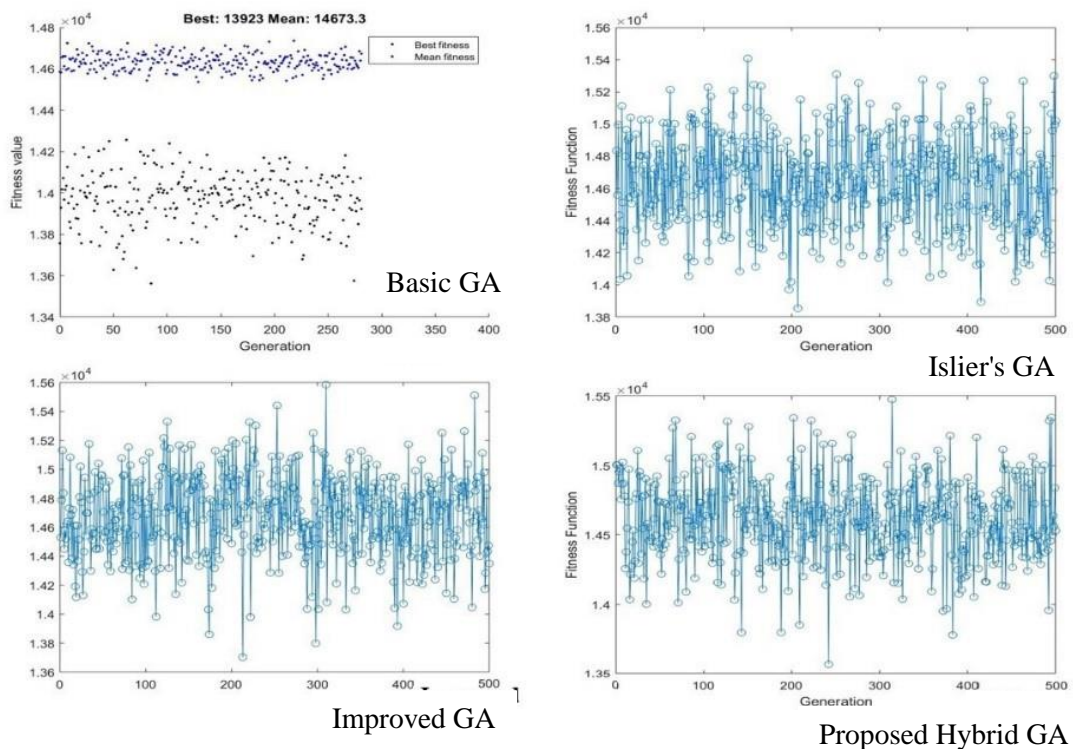 ×10⁴
Best: 13923 Mean: 14673.3
1.48
1.46
1.44
1.42
1.4
1.38
1.36
1.34
Fitness value
Best fitness
Mean fitness
Basic GA
0 50 100 150 200 250 300 350 400
Generation
×10⁴
1.56
1.54
1.52
1.5
1.48
1.46
1.44
1.42
1.4
1.38
Fitness Function
0 100 200 300 400 500
Generation
Islier's GA
×10⁴
1.56
1.54
1.52
1.5
1.48
1.46
1.44
1.42
1.4
1.38
1.36
0 100 200 300 400 500
Improved GA
×10⁴
1.55
1.5
1.45
1.4
1.35
Fitness Function
0 100 200 300 400 500
Generation
Proposed Hybrid GA